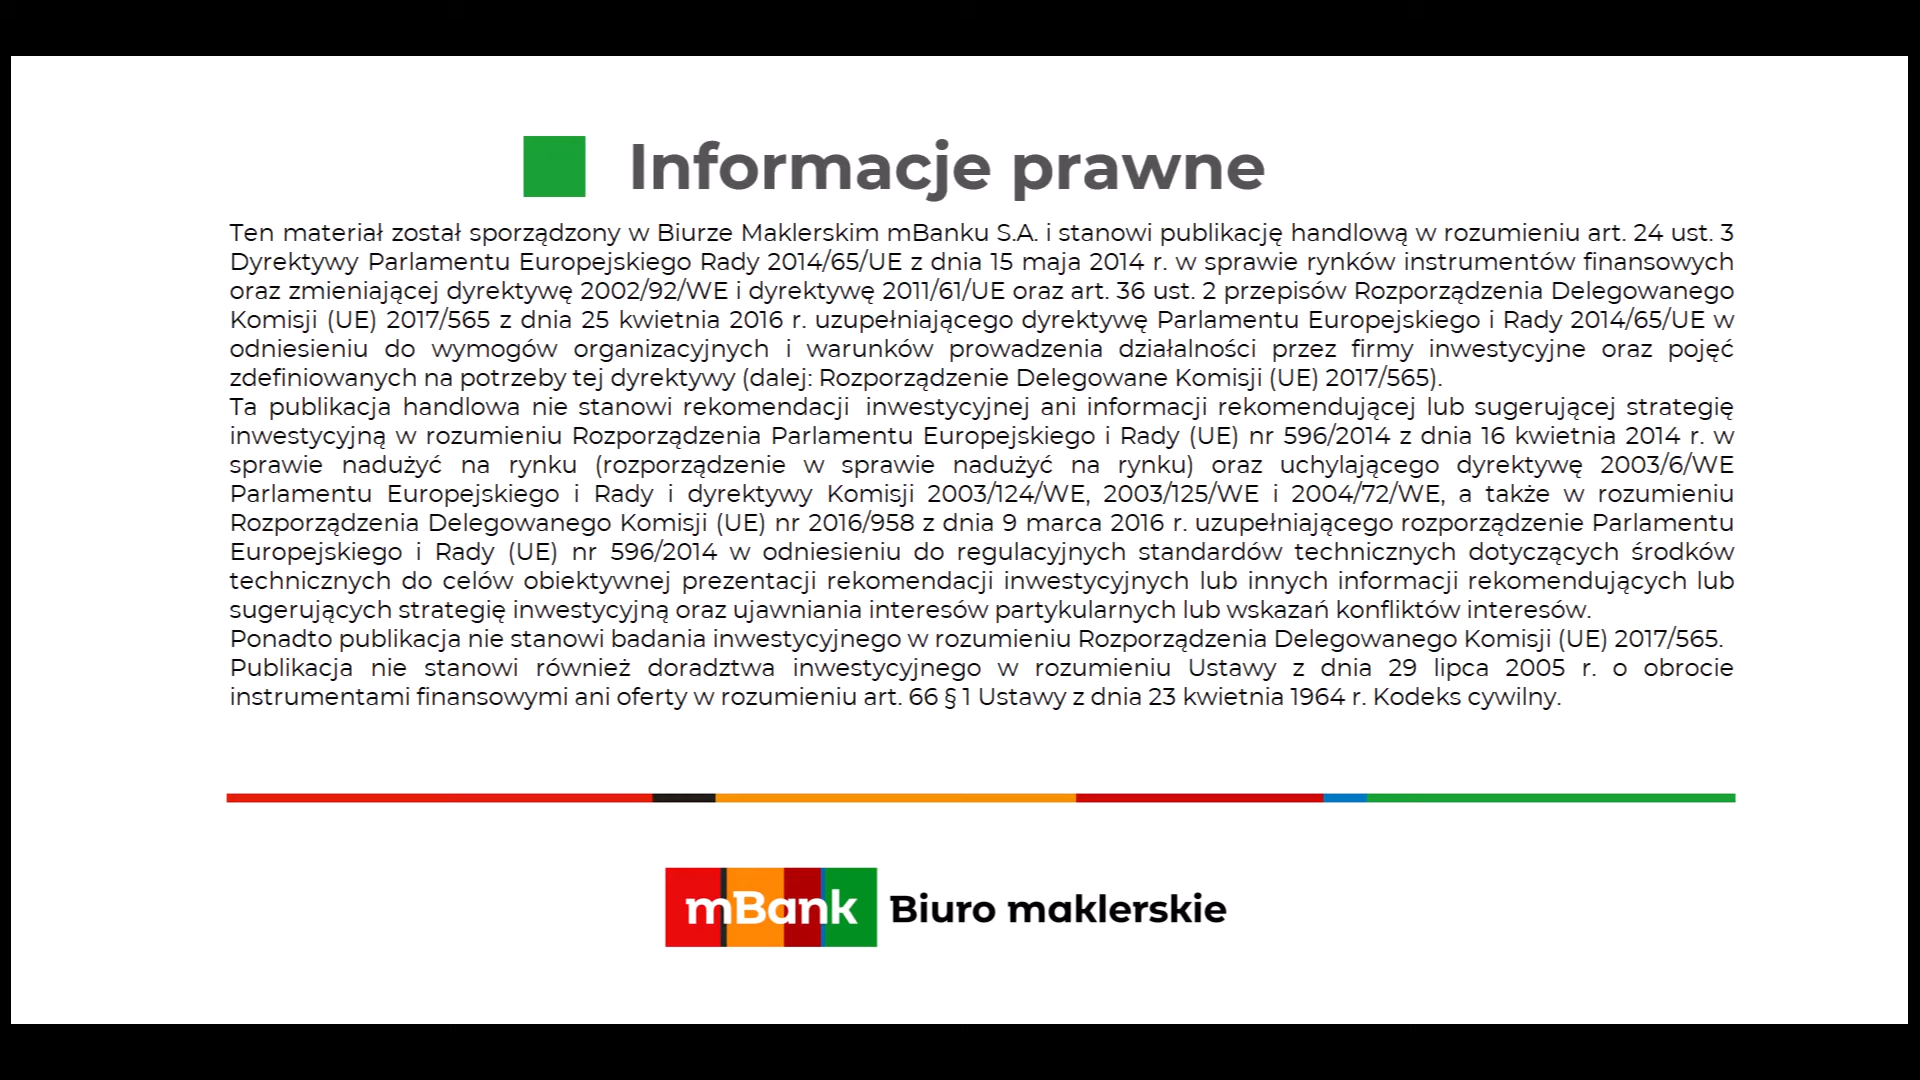 Informacje prawne
Ten materiał został sporządzony w Biurze Maklerskim mBanku S.A. i stanowi publikację handlową w rozumieniu art. 24 ust. 3
Dyrektywy Parlamentu Europejskiego Rady 2014/65/UE z dnia 15 maja 2014 r. w sprawie rynków instrumentów finansowych
oraz zmieniającej dyrektywę 2002/92/WE i dyrektywę 2011/61/UE oraz art. 36 ust. 2 przepisów Rozporządzenia Delegowanego
Komisji (UE) 2017/565 z dnia 25 kwietnia 2016 r. uzupełniającego dyrektywę Parlamentu Europejskiego i Rady 2014/65/UE w
odniesieniu do wymogów organizacyjnych i warunków prowadzenia działalności przez firmy inwestycyjne oraz pojęć
zdefiniowanych na potrzeby tej dyrektywy (dalej: Rozporządzenie Delegowane Komisji (UE) 2017/565).
Ta publikacja handlowa nie stanowi rekomendacji inwestycyjnej ani informacji rekomendującej lub sugerującej strategię
inwestycyjną w rozumieniu Rozporządzenia Parlamentu Europejskiego i Rady (UE) nr 596/2014 z dnia 16 kwietnia 2014 r. w
sprawie nadużyć na rynku (rozporządzenie w sprawie nadużyć na rynku) oraz uchylającego dyrektywę 2003/6/WE
Parlamentu Europejskiego i Rady i dyrektywy Komisji 2003/124/WE, 2003/125/WE i 2004/72/WE, a także w rozumieniu
Rozporządzenia Delegowanego Komisji (UE) nr 2016/958 z dnia 9 marca 2016 r. uzupełniającego rozporządzenie Parlamentu
Europejskiego i Rady (UE) nr 596/2014 w odniesieniu do regulacyjnych standardów technicznych dotyczących środków
technicznych do celów obiektywnej prezentacji rekomendacji inwestycyjnych lub innych informacji rekomendujących lub
sugerujących strategię inwestycyjną oraz ujawniania interesów partykularnych lub wskazań konfliktów interesów.
Ponadto publikacja nie stanowi badania inwestycyjnego w rozumieniu Rozporządzenia Delegowanego Komisji (UE) 2017/565.
Publikacja nie stanowi również doradztwa inwestycyjnego w rozumieniu Ustawy z dnia 29 lipca 2005 r. o obrocie
instrumentami finansowymi ani oferty w rozumieniu art. 66 § 1 Ustawy z dnia 23 kwietnia 1964 r. Kodeks cywilny.
mBank Biuro maklerskie